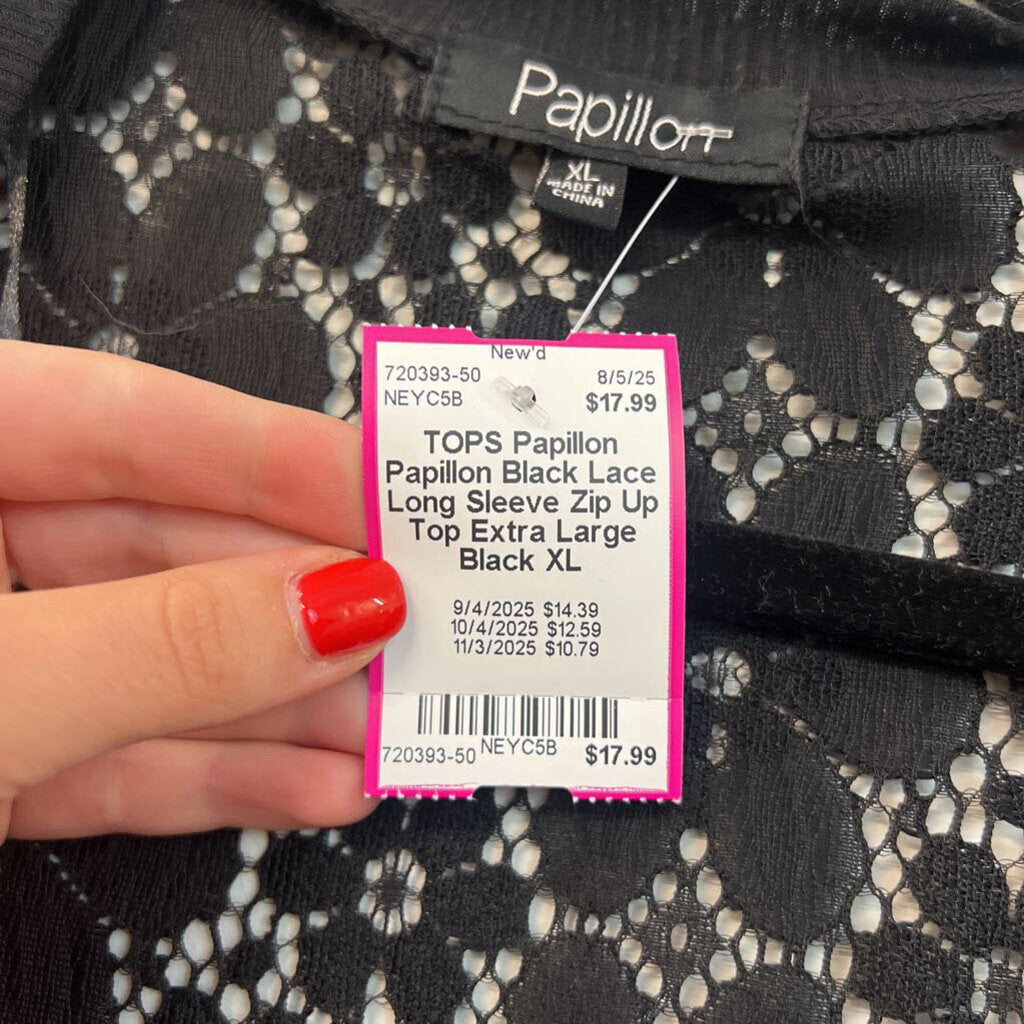 Papillon
XL
MADE IN
CHINA
New'd
720393-50 8/5/25
NEYC5B $17.99
TOPS Papillon
Papillon Black Lace
Long Sleeve Zip Up
Top Extra Large
Black XL
9/4/2025 $14.39
10/4/2025 $12.59
11/3/2025 $10.79
720393-50 NEYC5B $17.99